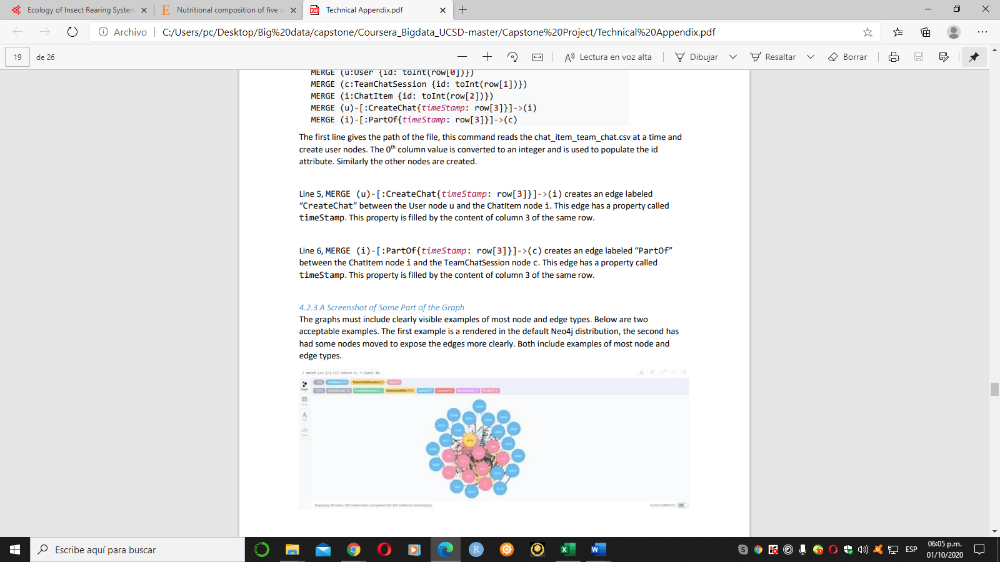 Ecology of Insect Rearing System
Nutritional composition of five c
Technical Appendix.pdf
Archivo
C:/Users/pc/Desktop/Big%20data/capstone/Coursera_Bigdata_UCSD-master/Capstone%20Project/Technical%20Appendix.pdf
19 de 26
Lectura en voz alta
Dibujar
Resaltar
Borrar
MERGE (u:User {id: toInt(row[0])})
MERGE (c:TeamChatSession {id: toInt(row[1])})
MERGE (i:ChatItem {id: toInt(row[2])})
MERGE (u)-[:CreateChat{timeStamp: row[3]}]->(i)
MERGE (i)-[:PartOf{timeStamp: row[3]}]->(c)
The first line gives the path of the file, this command reads the chat_item_team_chat.csv at a time and
create user nodes. The 0th column value is converted to an integer and is used to populate the id
attribute. Similarly the other nodes are created.
Line 5, MERGE (u)-[:CreateChat{timeStamp: row[3]}]->(i) creates an edge labeled
“CreateChat” between the User node u and the ChatItem node i. This edge has a property called
timeStamp. This property is filled by the content of column 3 of the same row.
Line 6, MERGE (i)-[:PartOf{timeStamp: row[3]}]->(c) creates an edge labeled “PartOf”
between the ChatItem node i and the TeamChatSession node c. This edge has a property called
timeStamp. This property is filled by the content of column 3 of the same row.
4.2.3 A Screenshot of Some Part of the Graph
The graphs must include clearly visible examples of most node and edge types. Below are two
acceptable examples. The first example is a rendered in the default Neo4j distribution, the second has
had some nodes moved to expose the edges more clearly. Both include examples of most node and
edge types.
$ match (n)-[r]->() return n, r limit 50
AUTO-COMPLETE ON
Escribe aquí para buscar
ESP
06:05 p.m.
01/10/2020